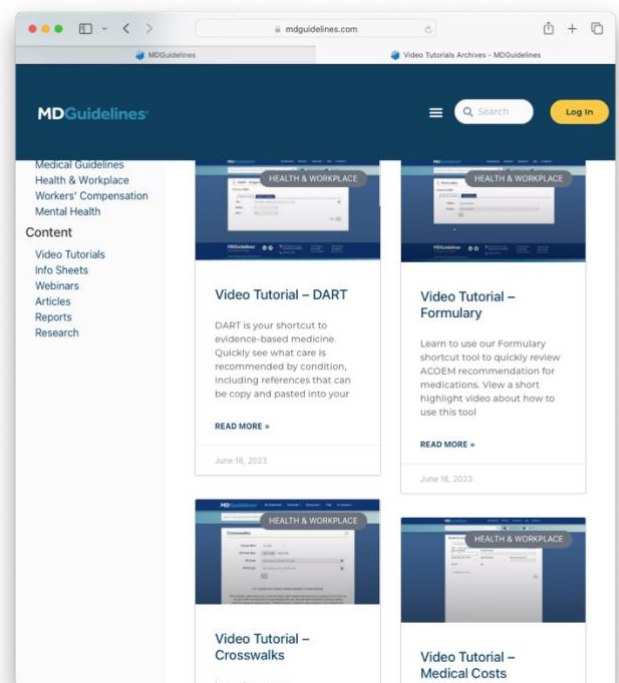 mdguidelines.com
MDGuidelines
Video Tutorials Archives – MDGuidelines
MDGuidelines
Search
Log In
Medical Guidelines
Health & Workplace
Workers' Compensation
Mental Health
Content
Video Tutorials
Info Sheets
Webinars
Articles
Reports
Research
HEALTH & WORKPLACE
Video Tutorial – DART
DART is your shortcut to
evidence-based medicine.
Quickly see what care is
recommended by condition,
including references that can
be copy and pasted into your
READ MORE »
June 16, 2023
HEALTH & WORKPLACE
Video Tutorial –
Formulary
Learn to use our Formulary
shortcut tool to quickly review
ACOEM recommendation for
medications. View a short
highlight video about how to
use this tool
READ MORE »
June 16, 2023
HEALTH & WORKPLACE
Crosswalks
Video Tutorial –
Crosswalks
HEALTH & WORKPLACE
Video Tutorial –
Medical Costs